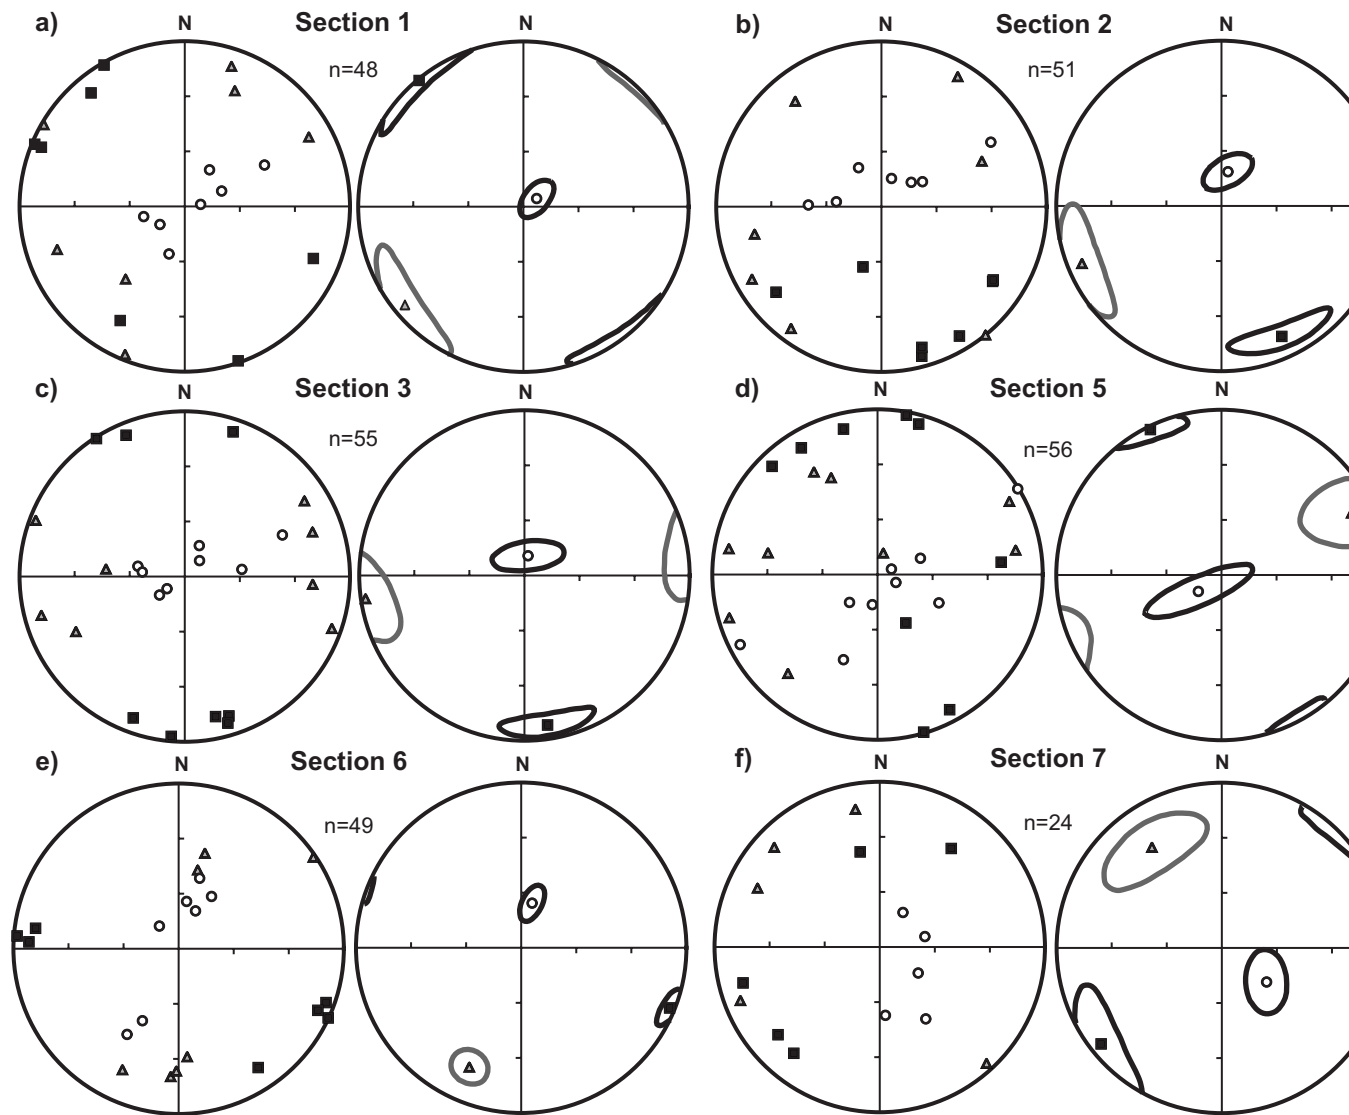 a) Section 1 N n=48 N
b) Section 2 N n=51 N
c) Section 3 N n=55 N
d) Section 5 N n=56 N
e) Section 6 N n=49 N
f) Section 7 N n=24 N